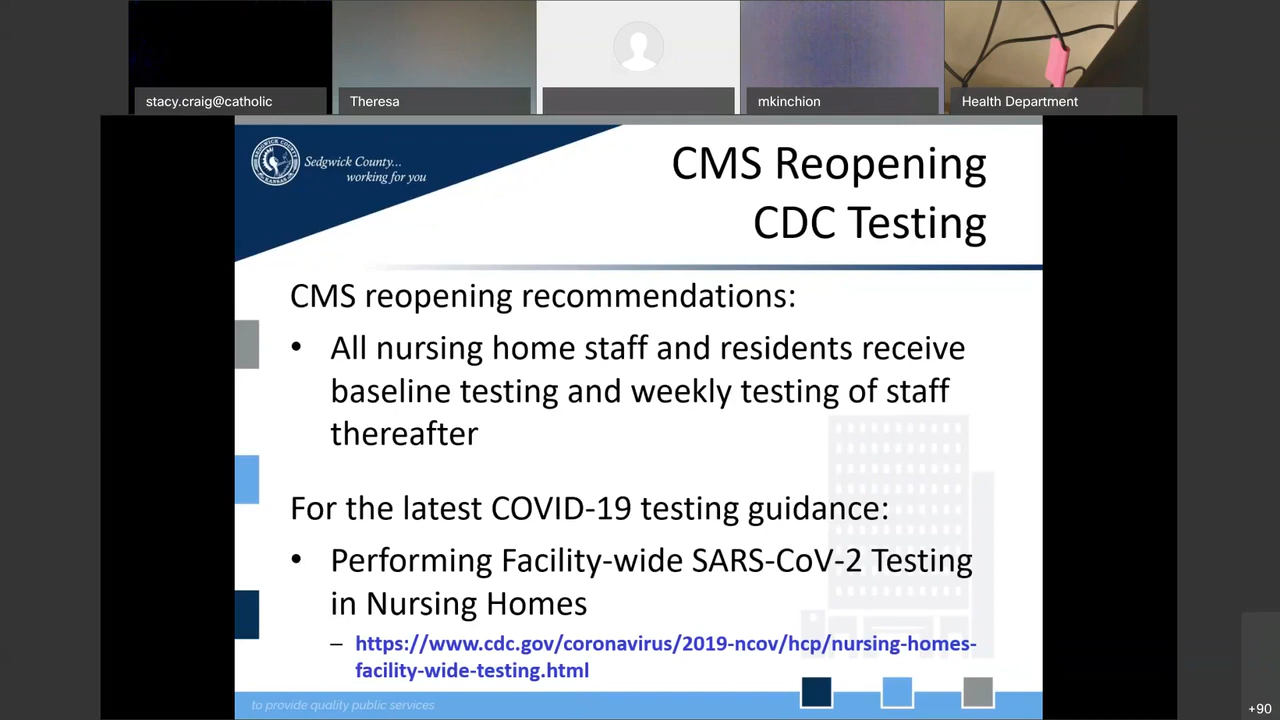 stacy.craig@catholic
Theresa
mkinchion
Health Department
Sedgwick County...
working for you
CMS Reopening
CDC Testing
CMS reopening recommendations:
• All nursing home staff and residents receive
baseline testing and weekly testing of staff
thereafter
For the latest COVID-19 testing guidance:
• Performing Facility-wide SARS-CoV-2 Testing
in Nursing Homes
– https://www.cdc.gov/coronavirus/2019-ncov/hcp/nursing-homes-
facility-wide-testing.html
to provide quality public services
+90